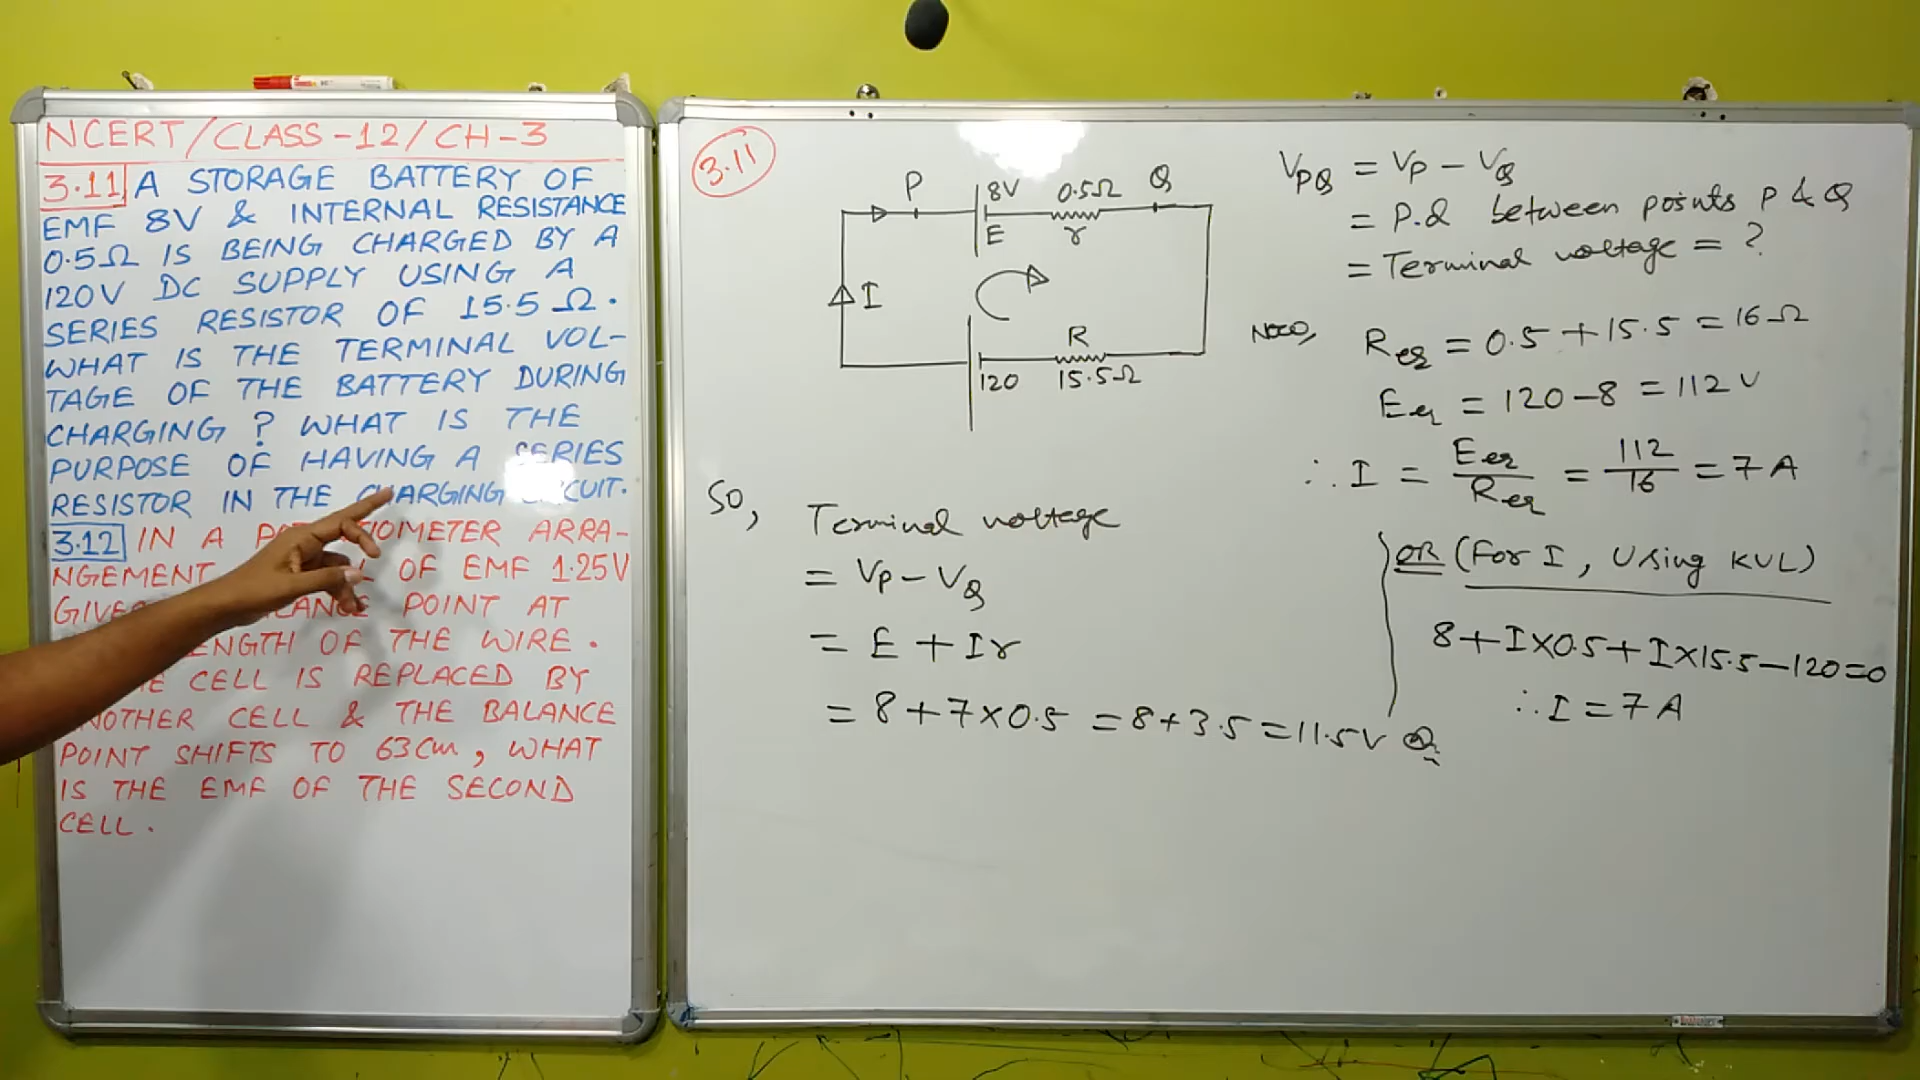 NCERT/CLASS-12/CH-3
3.11 A STORAGE BATTERY OF
EMF 8V & INTERNAL RESISTANCE
0.5Ω IS BEING CHARGED BY A
120V DC SUPPLY USING A
SERIES RESISTOR OF 15.5 Ω.
WHAT IS THE TERMINAL VOL-
TAGE OF THE BATTERY DURING
CHARGING? WHAT IS THE
PURPOSE OF HAVING A SERIES
RESISTOR IN THE CHARGING
3.12 IN A ARRA-
NGEMENT OF EMF 1.25V
POINT AT
OF THE WIRE.
CELL IS REPLACED BY
CELL & THE BALANCE
POINT SHIFTS TO 63cm, WHAT
IS THE EMF OF THE SECOND
CELL.
3.11
P 8V 0.5Ω Q
E r
I
R
120 15.5Ω
VPQ = VP - VQ
= P.d between points P & Q
= Terminal voltage = ?
Now, Req = 0.5 + 15.5 = 16Ω
Eeq = 120 - 8 = 112 V
∴ I = Eeq/Req = 112/16 = 7 A
So, Terminal voltage
= VP - VQ
= E + Ir
= 8 + 7×0.5 = 8 + 3.5 = 11.5V
OR (For I, Using KVL)
8 + I×0.5 + I×15.5 - 120 = 0
∴ I = 7 A